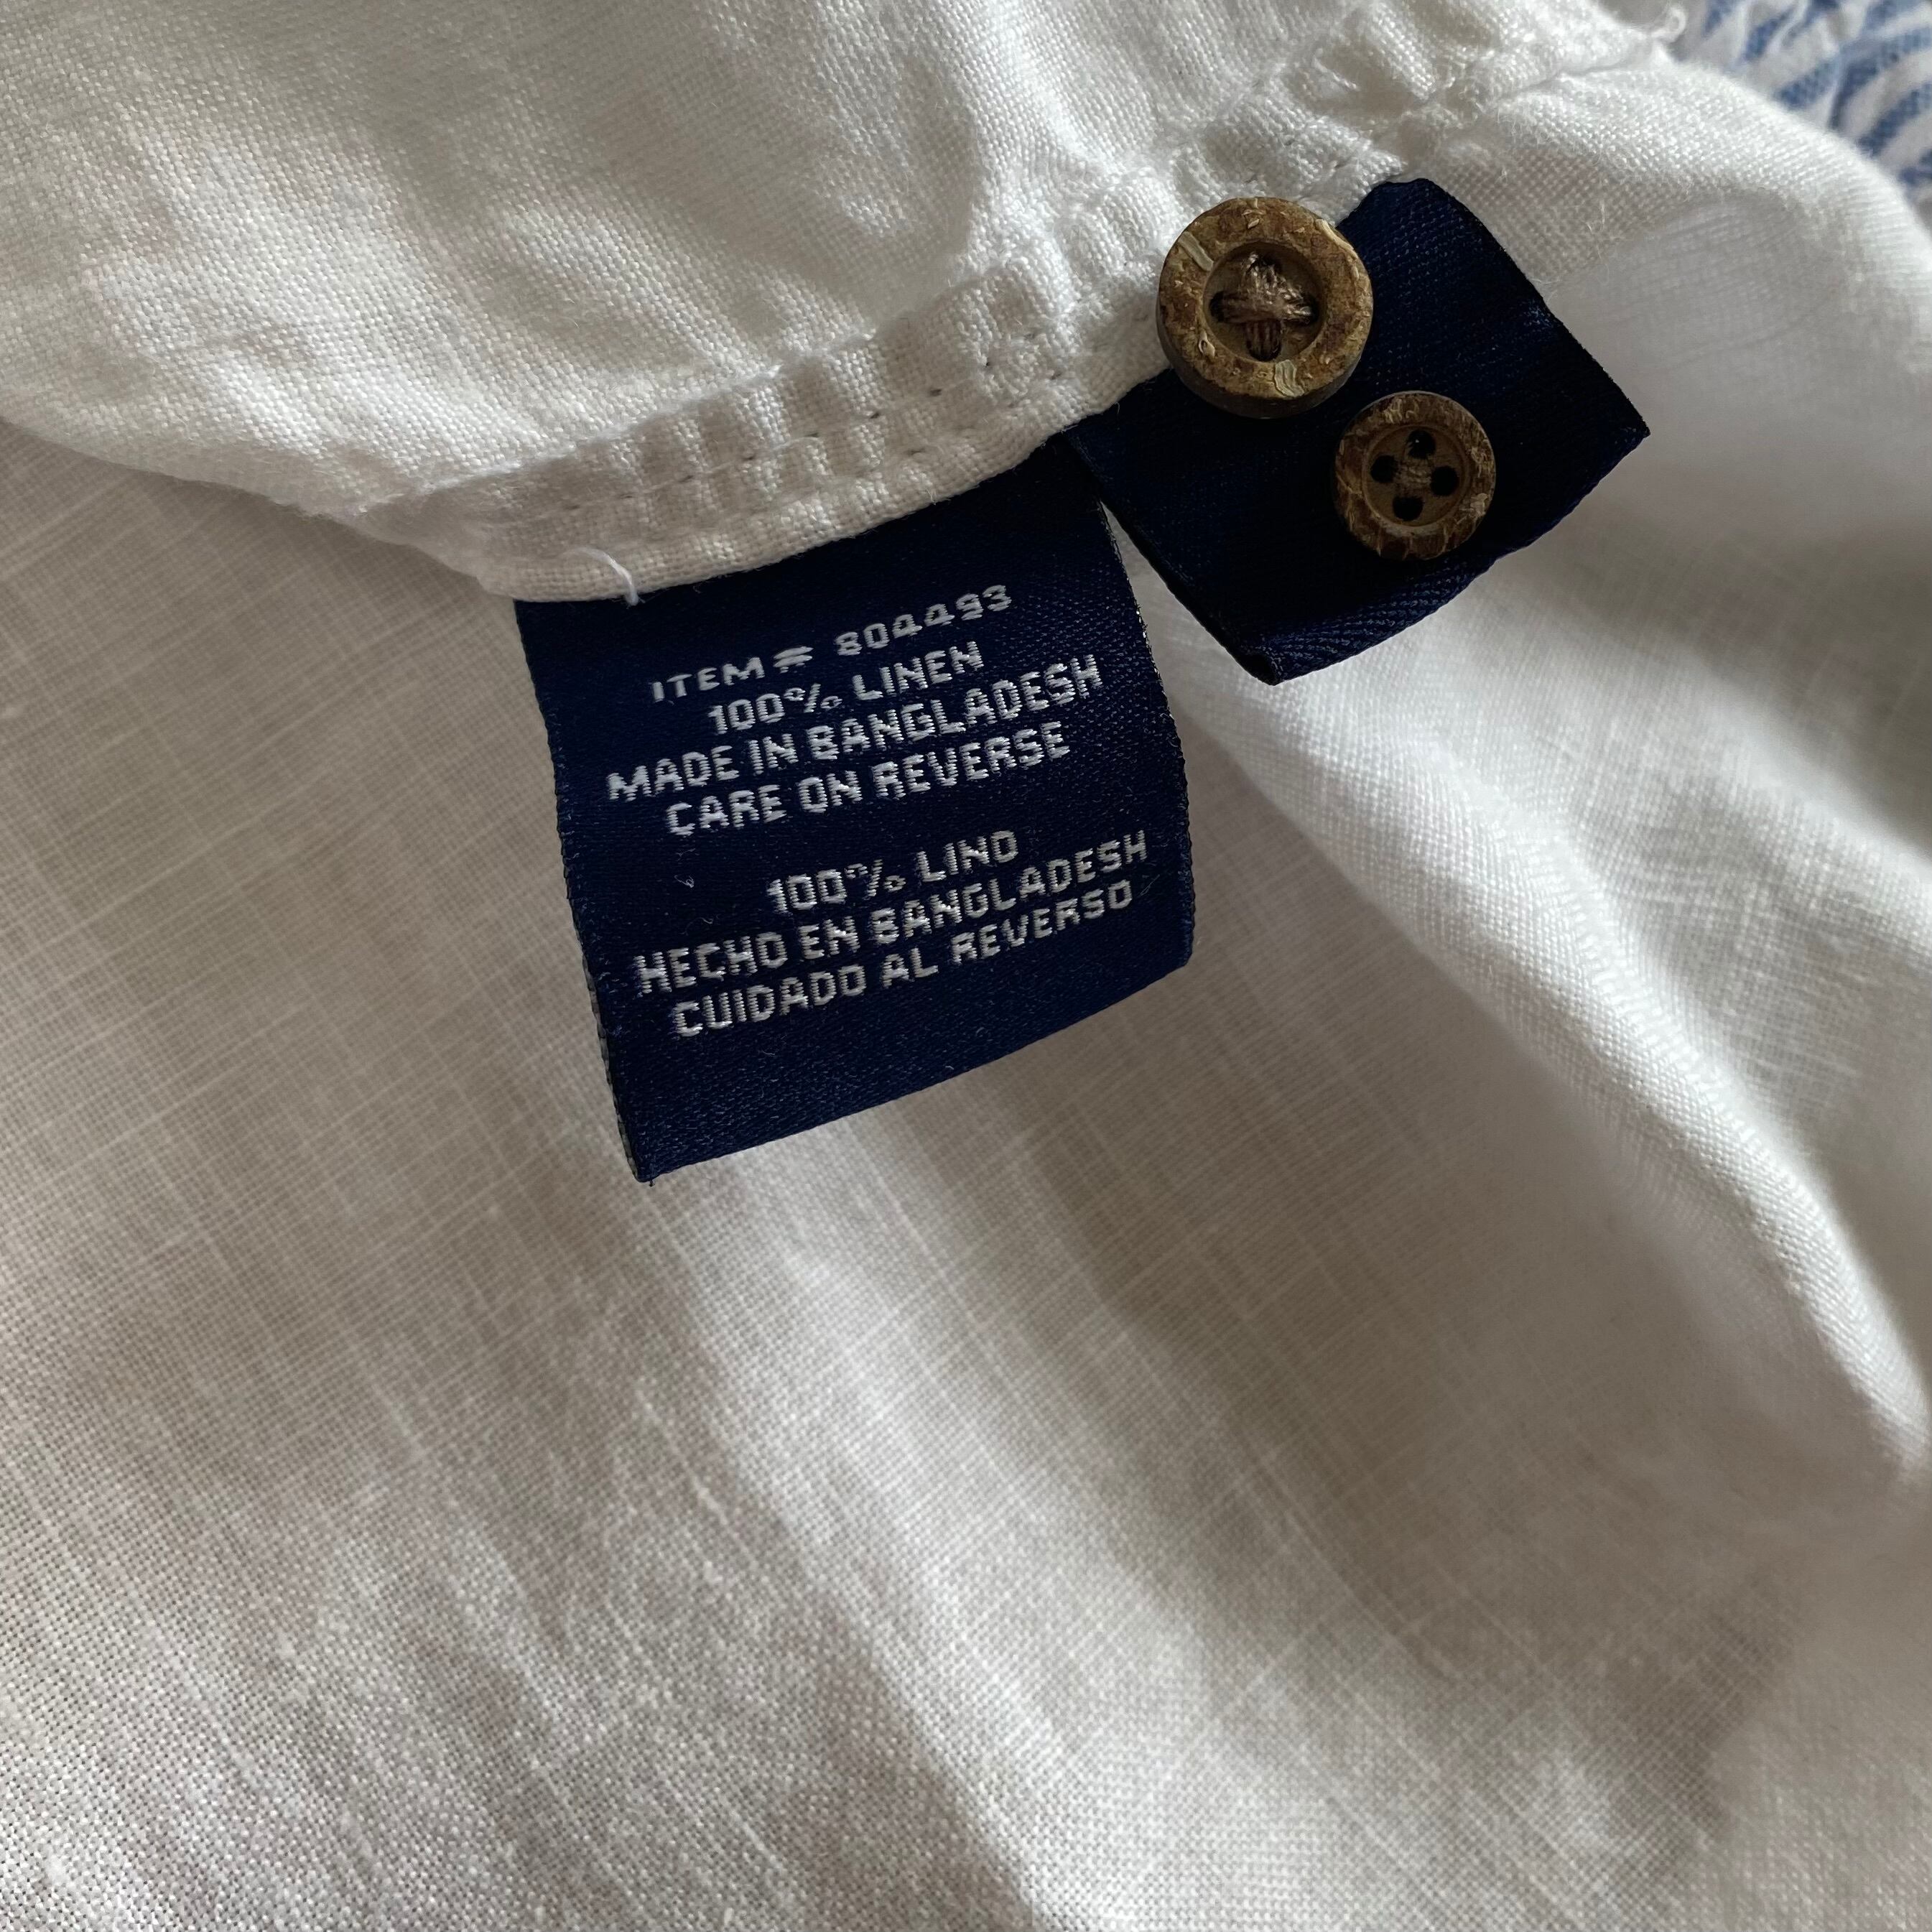 ITEM# 804493
100% LINEN
MADE IN BANGLADESH
CARE ON REVERSE
100% LINO
HECHO EN BANGLADESH
CUIDADO AL REVERSO